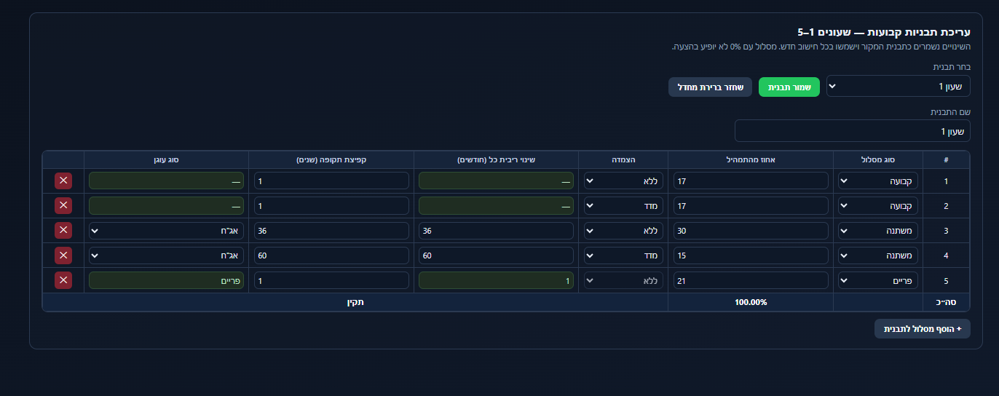 עריכת תבניות קבועות — שעונים 1–5
השינויים נשמרים כתבנית המקור וישמשו בכל חישוב חדש. מסלול עם 0% לא יופיע בהצעה.
בחר תבנית
שעון 1 שמור תבנית שחזר ברירת מחדל
שם התבנית
שעון 1
# סוג מסלול אחוז מהתמהיל הצמדה שינוי ריבית כל (חודשים) קפיצת תקופה (שנים) סוג עוגן
1 קבועה 17 ללא — 1 —
2 קבועה 17 מדד — 1 —
3 משתנה 30 ללא 36 36 אג"ח
4 משתנה 15 מדד 60 60 אג"ח
5 פריים 21 ללא 1 1 פריים
סה״כ 100.00% תקין
+ הוסף מסלול לתבנית